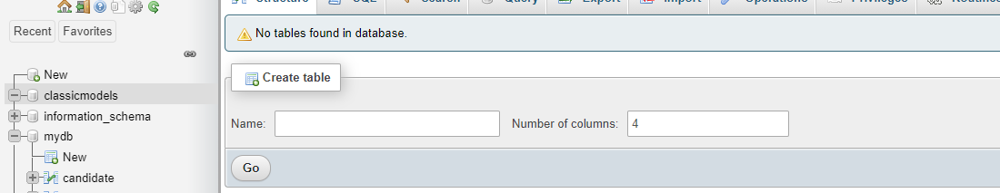 Structure SQL Search Query Export Import Operations Privileges Routines
Recent Favorites
No tables found in database.
New
Create table
classicmodels
information_schema
Name: Number of columns: 4
mydb
New
Go
candidate